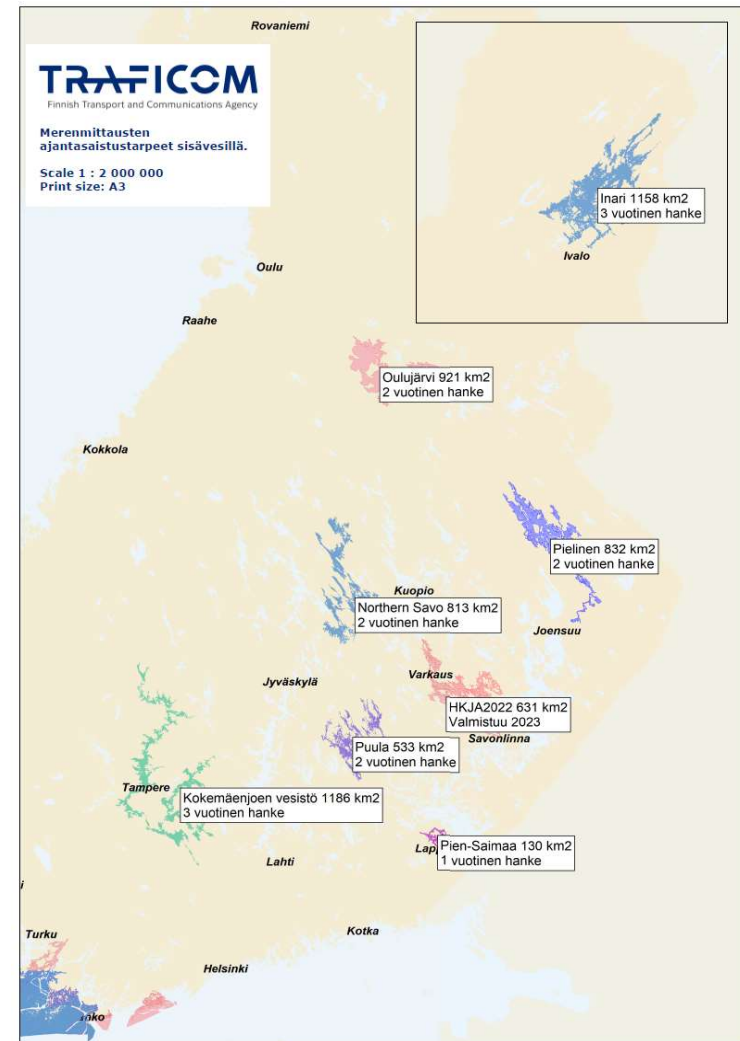 Rovaniemi
TRAFICOM
Finnish Transport and Communications Agency
Merenmittausten
ajantasaistustarpeet sisävesillä.
Scale 1 : 2 000 000
Print size: A3
Inari 1158 km2
3 vuotinen hanke
Ivalo
Oulu
Raahe
Oulujärvi 921 km2
2 vuotinen hanke
Kokkola
Pielinen 832 km2
2 vuotinen hanke
Kuopio
Northern Savo 813 km2
2 vuotinen hanke
Joensuu
Jyväskylä
Varkaus
HKJA2022 631 km2
Valmistuu 2023
Savonlinna
Puula 533 km2
2 vuotinen hanke
Tampere
Kokemäenjoen vesistö 1186 km2
3 vuotinen hanke
Lapp
Pien-Saimaa 130 km2
1 vuotinen hanke
Lahti
i
Turku
Kotka
Helsinki